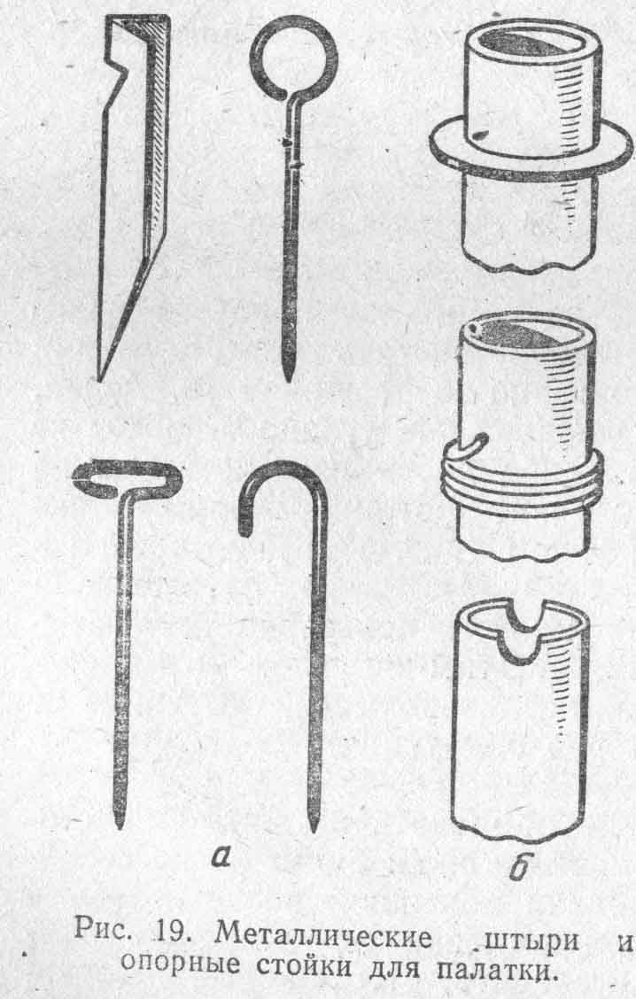 а б
Рис. 19. Металлические штыри и
опорные стойки для палатки.